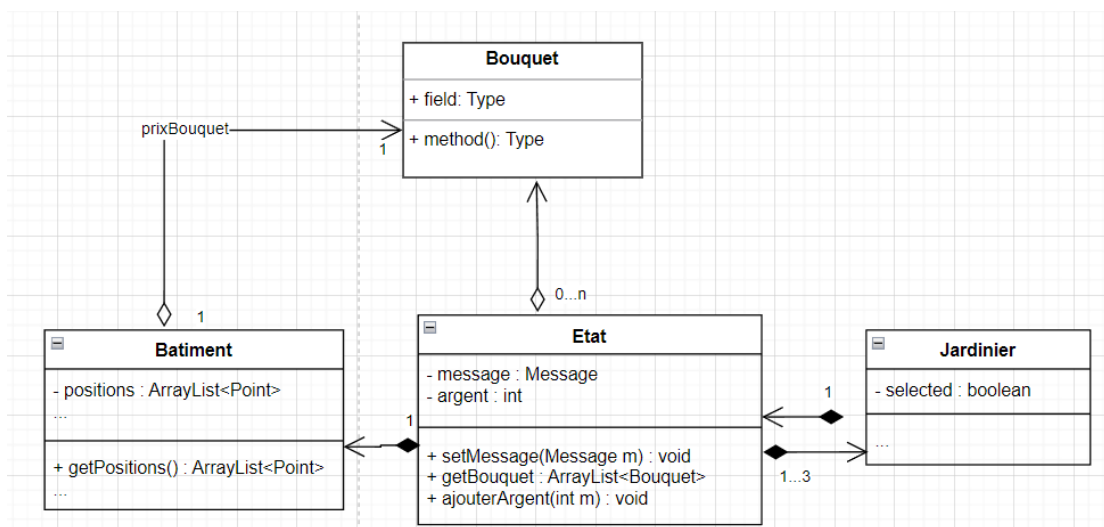 Bouquet
+ field: Type
+ method(): Type
prixBouquet
1
0...n
1
Batiment
- positions : ArrayList<Point>
...
+ getPositions() : ArrayList<Point>
...
Etat
- message : Message
- argent : int
+ setMessage(Message m) : void
+ getBouquet : ArrayList<Bouquet>
+ ajouterArgent(int m) : void
1
1
1...3
Jardinier
- selected : boolean
...